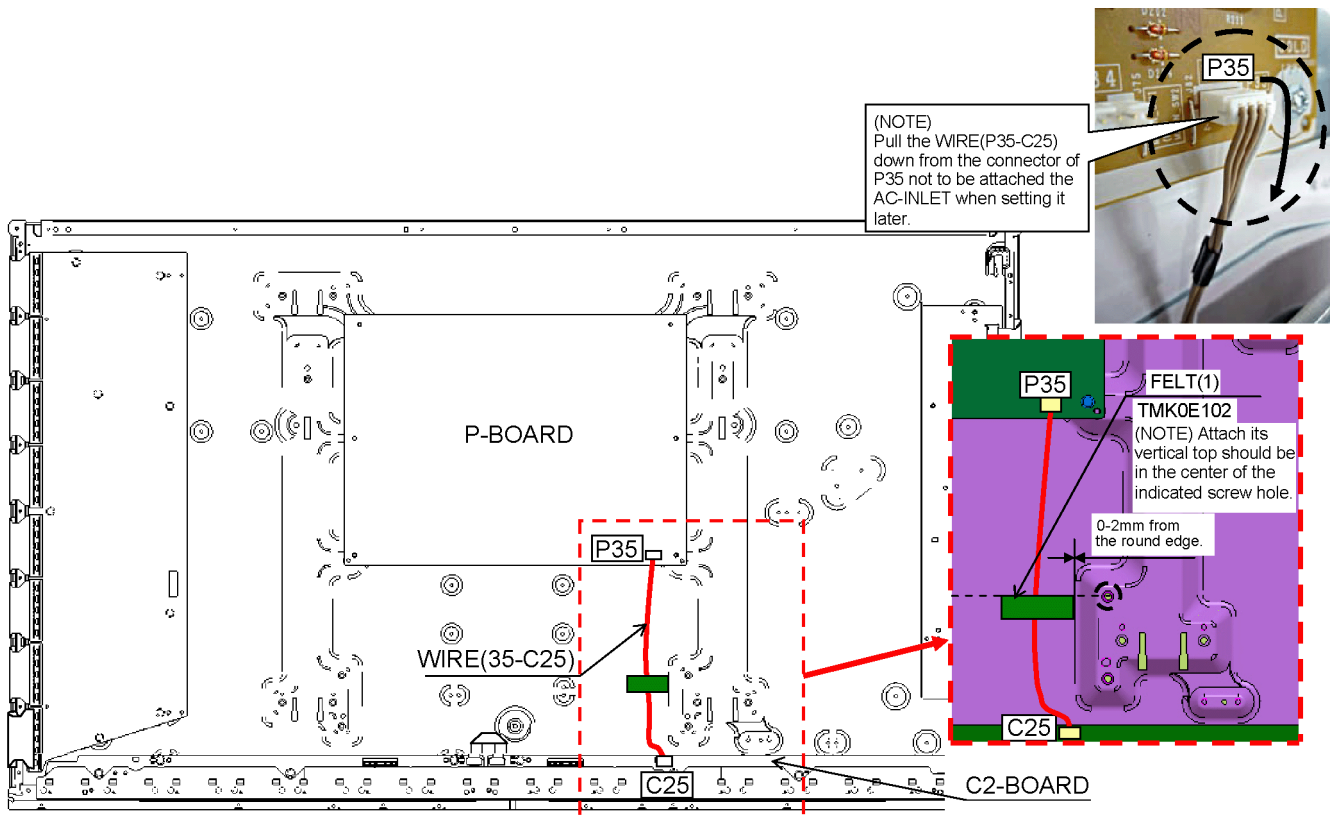 P35
(NOTE)
Pull the WIRE(P35-C25)
down from the connector of
P35 not to be attached the
AC-INLET when setting it
later.
P-BOARD
P35
WIRE(35-C25)
C25
C2-BOARD
P35
FELT(1)
TMK0E102
(NOTE) Attach its
vertical top should be
in the center of the
indicated screw hole.
0-2mm from
the round edge.
C25